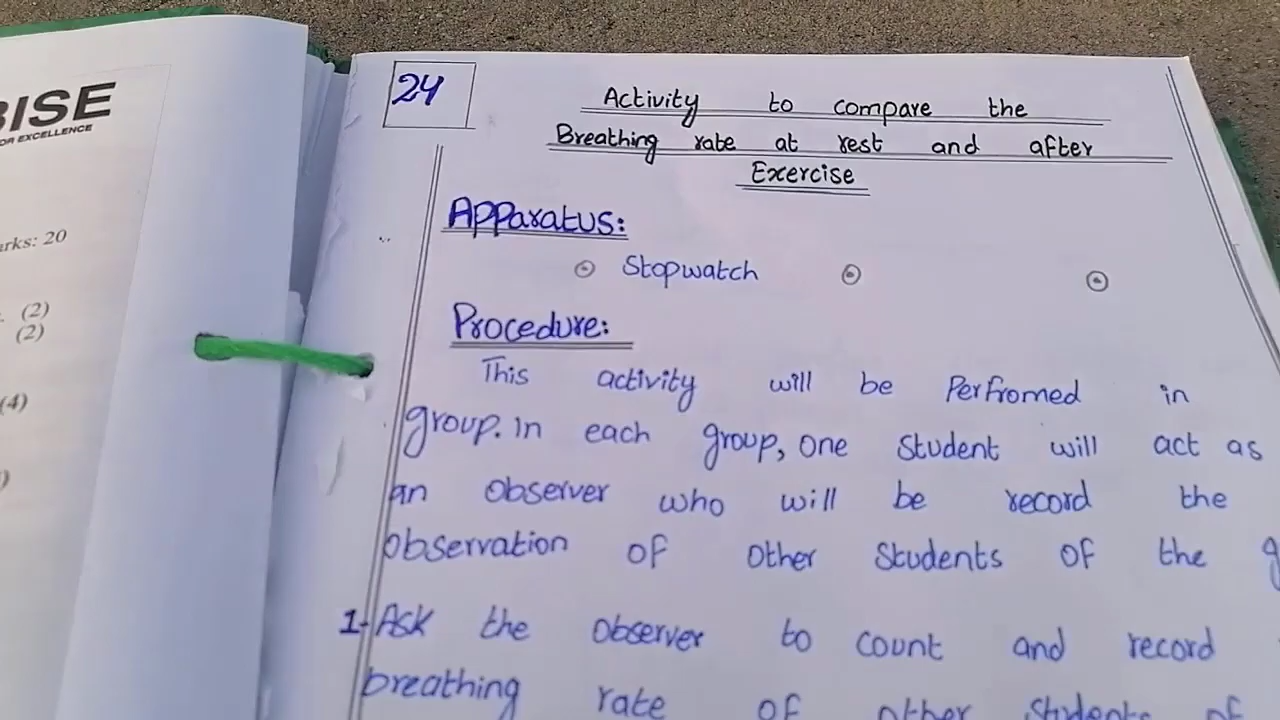 BISE
OR EXCELLENCE
arks: 20
(2)
(2)
(4)
24
Activity to compare the
Breathing rate at rest and after
Exercise
Apparatus:
Stopwatch
Procedure:
This activity will be Perfromed in
group. In each group, one Student will act as
an observer who will be record the
observation of other Students of the g
1- Ask the observer to count and record
breathing rate of other students of